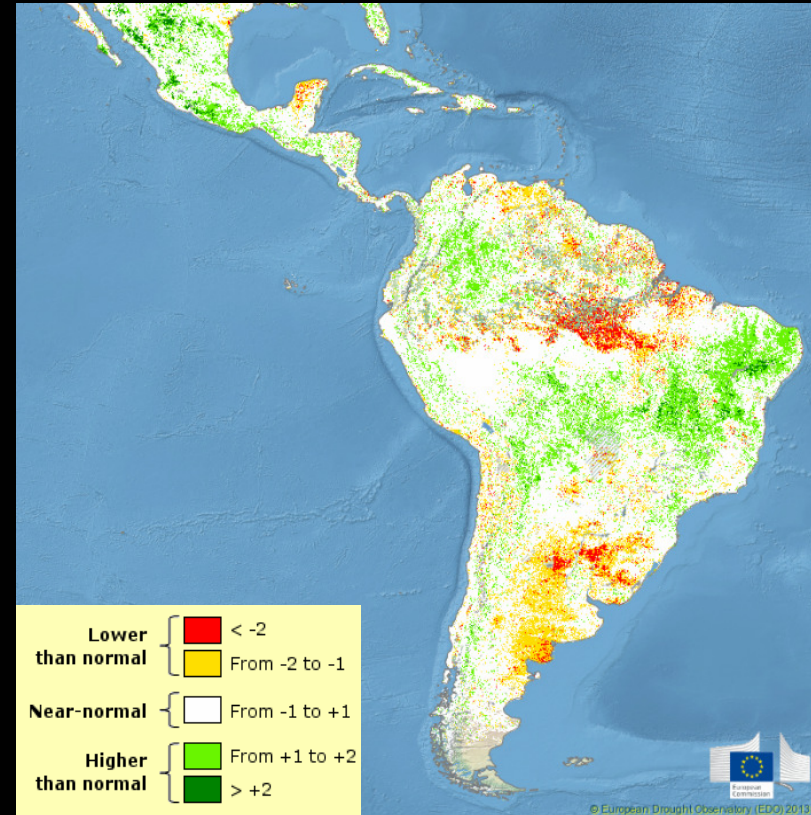 Lower
than normal
< -2
From -2 to -1
Near-normal
From -1 to +1
Higher
than normal
From +1 to +2
> +2
European
Commission
© European Drought Observatory (EDO) 2013